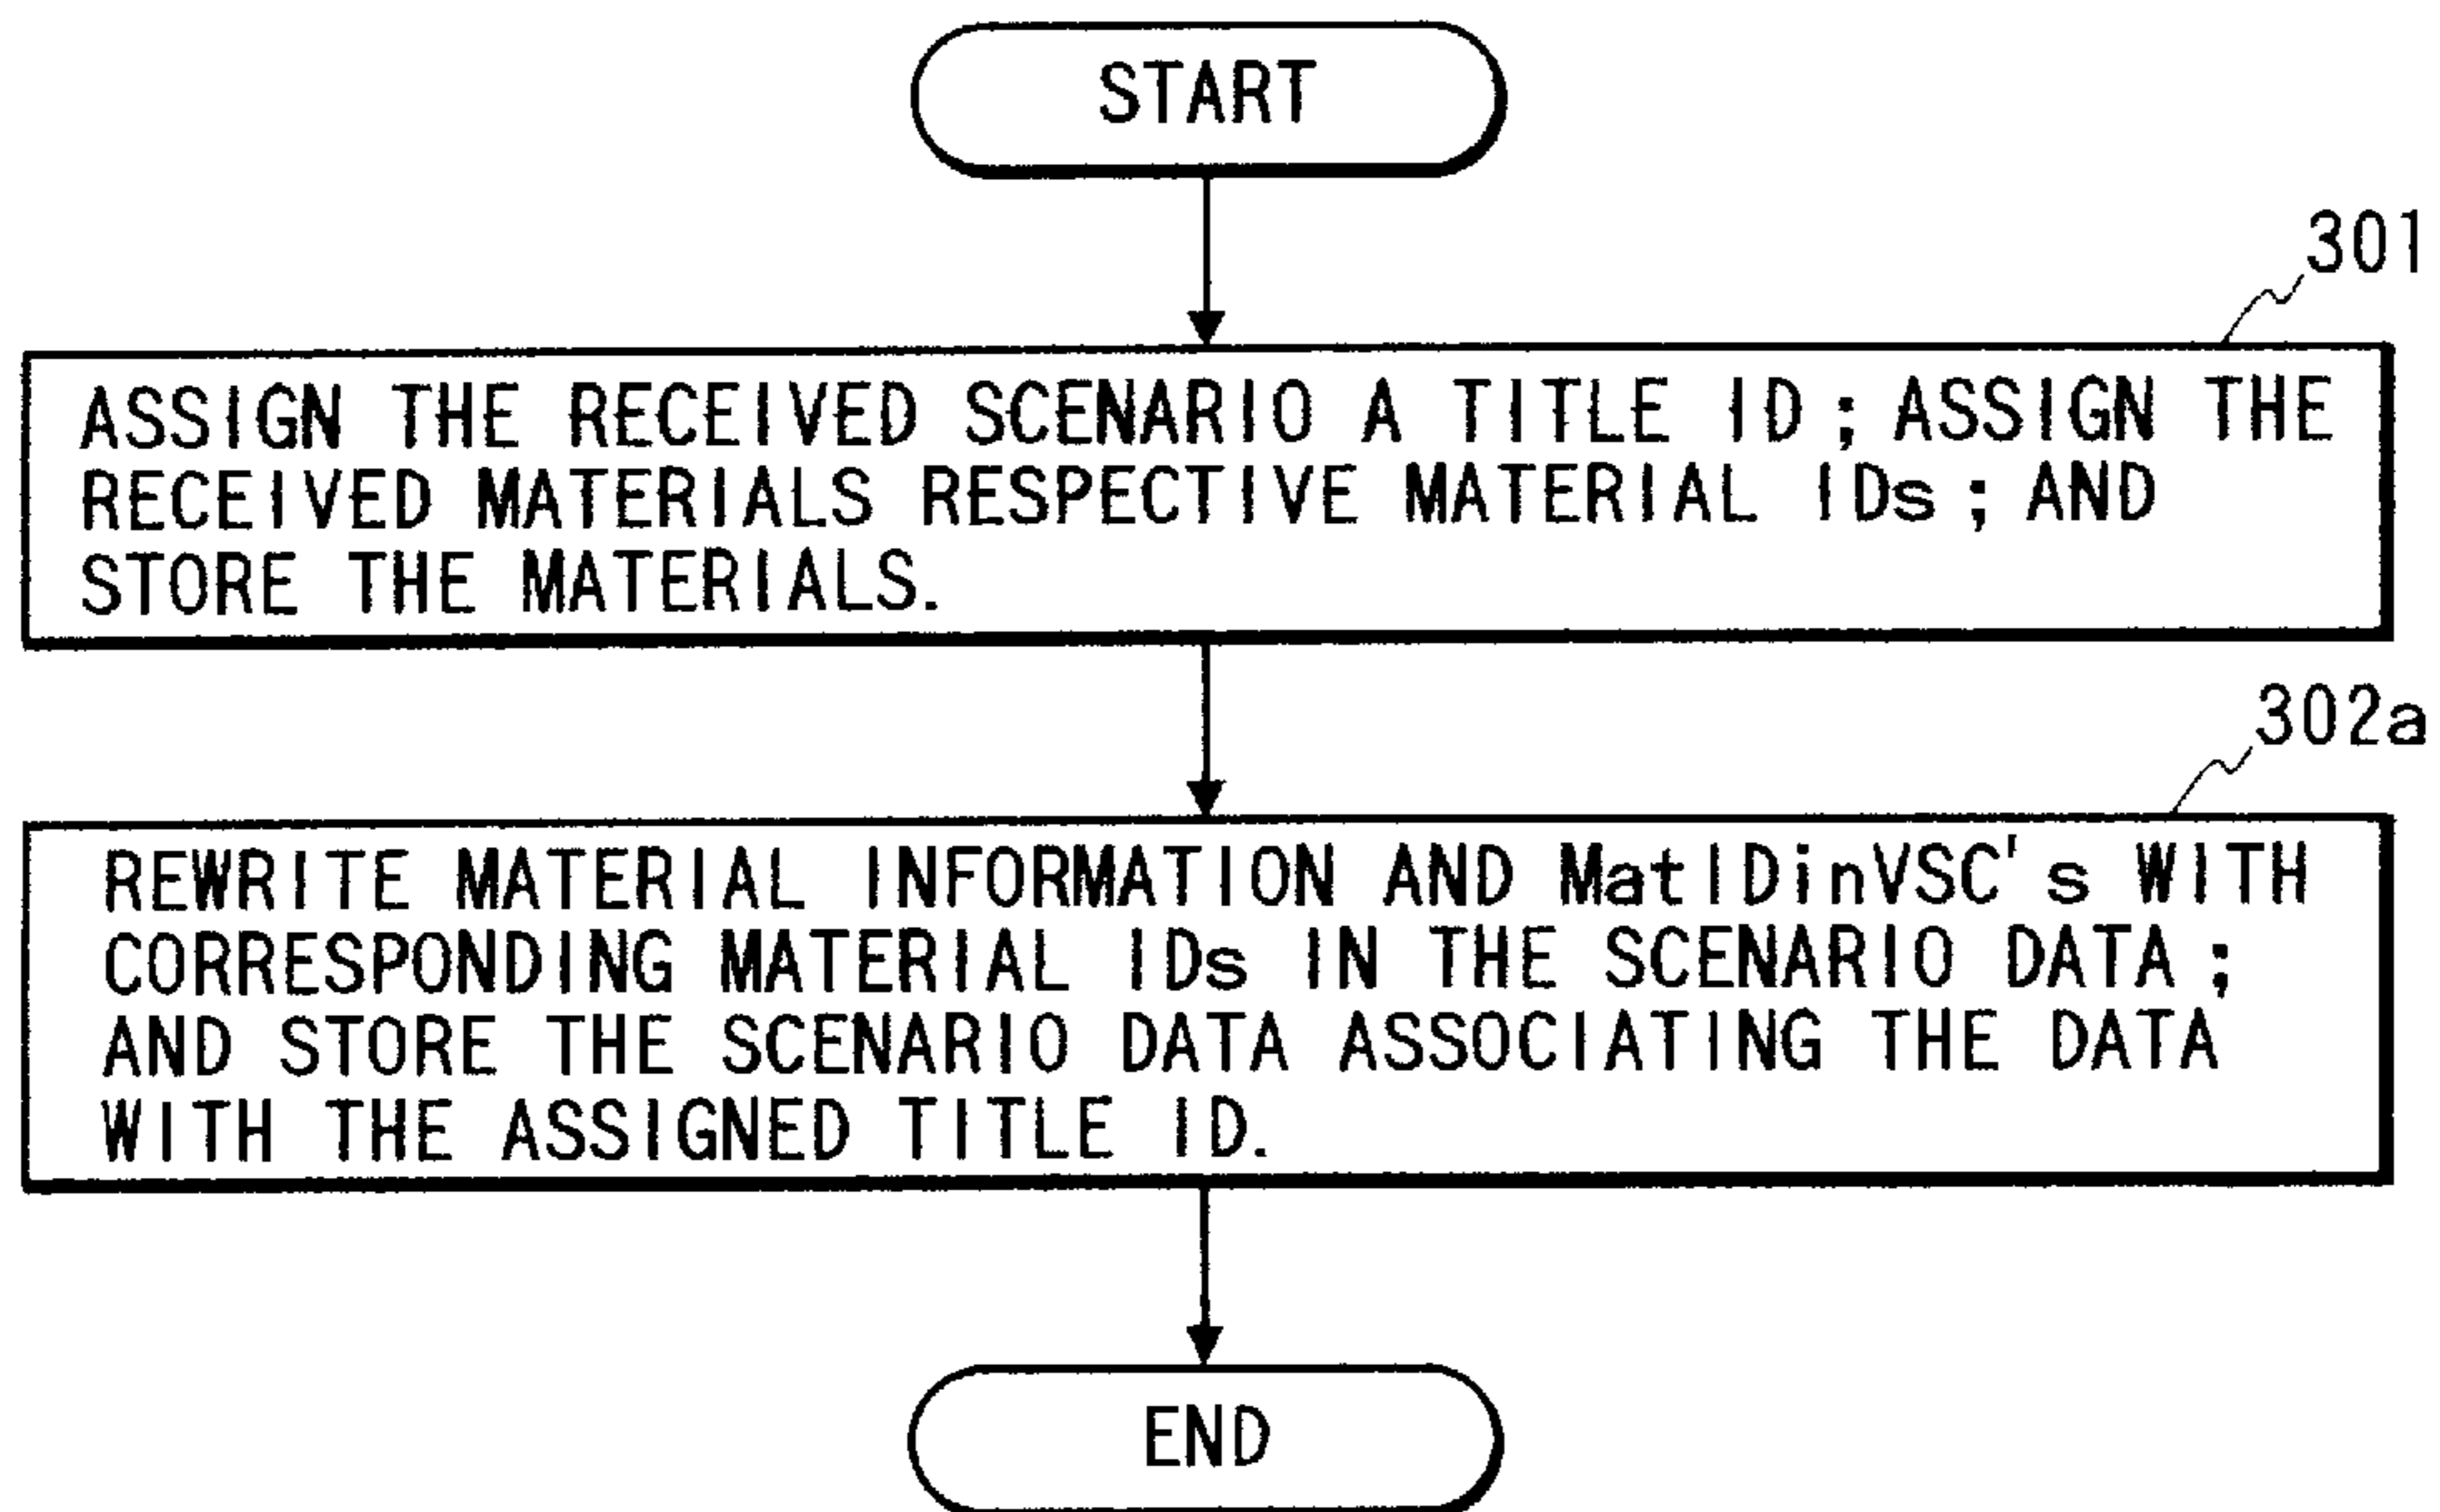 START
301
ASSIGN THE RECEIVED SCENARIO A TITLE ID; ASSIGN THE
RECEIVED MATERIALS RESPECTIVE MATERIAL IDs; AND
STORE THE MATERIALS.
302a
REWRITE MATERIAL INFORMATION AND MatIDinVSC's WITH
CORRESPONDING MATERIAL IDs IN THE SCENARIO DATA;
AND STORE THE SCENARIO DATA ASSOCIATING THE DATA
WITH THE ASSIGNED TITLE ID.
END